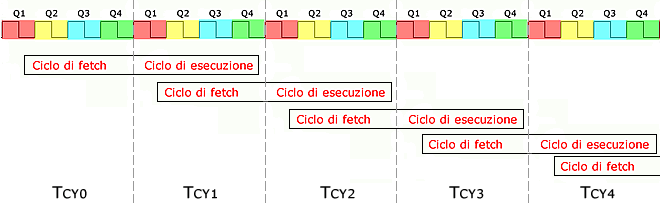 Q1 Q2 Q3 Q4 Q1 Q2 Q3 Q4 Q1 Q2 Q3 Q4 Q1 Q2 Q3 Q4 Q1 Q2 Q3 Q4
Ciclo di fetch Ciclo di esecuzione
Ciclo di fetch Ciclo di esecuzione
Ciclo di fetch Ciclo di esecuzione
Ciclo di fetch Ciclo di esecuzione
Ciclo di fetch
TCY0 TCY1 TCY2 TCY3 TCY4